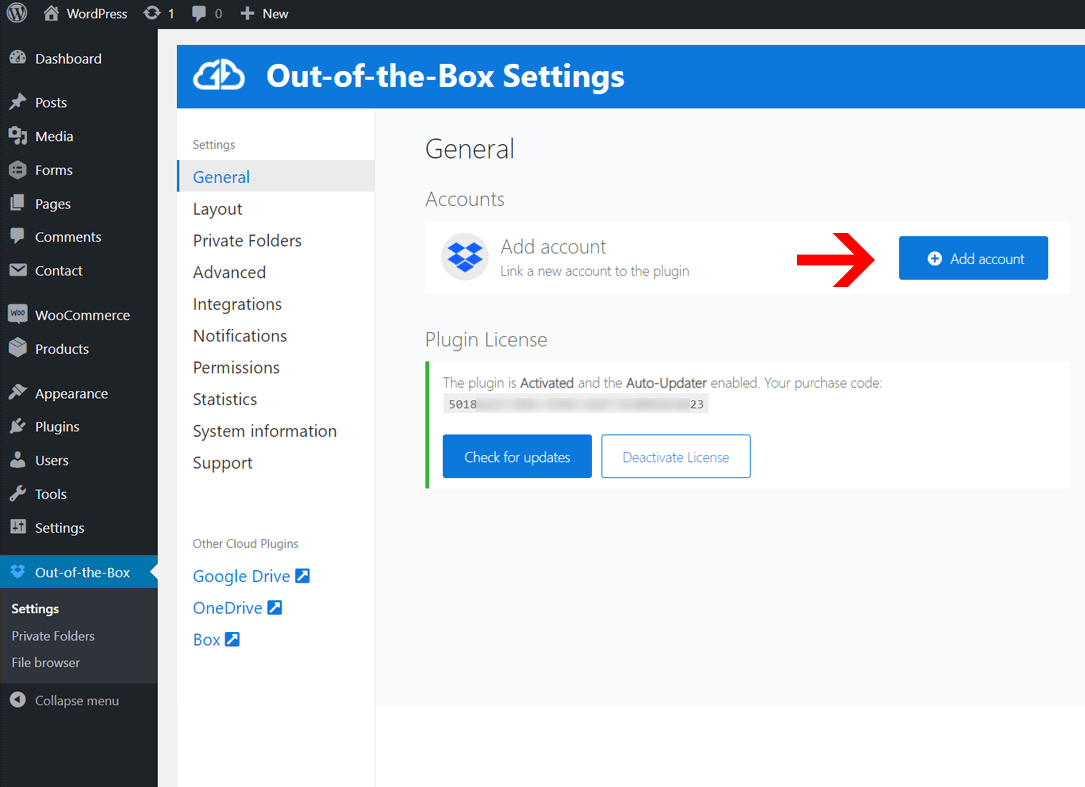 WordPress 1 0 New
Dashboard
Posts
Media
Forms
Pages
Comments
Contact
WOO WooCommerce
Products
Appearance
Plugins
Users
Tools
Settings
Out-of-the-Box
Settings
Private Folders
File browser
Collapse menu
Out-of-the-Box Settings
Settings
General
Layout
Private Folders
Advanced
Integrations
Notifications
Permissions
Statistics
System information
Support
Other Cloud Plugins
Google Drive
OneDrive
Box
General
Accounts
Add account
Link a new account to the plugin
Add account
Plugin License
The plugin is Activated and the Auto-Updater enabled. Your purchase code:
5018 23
Check for updates
Deactivate License